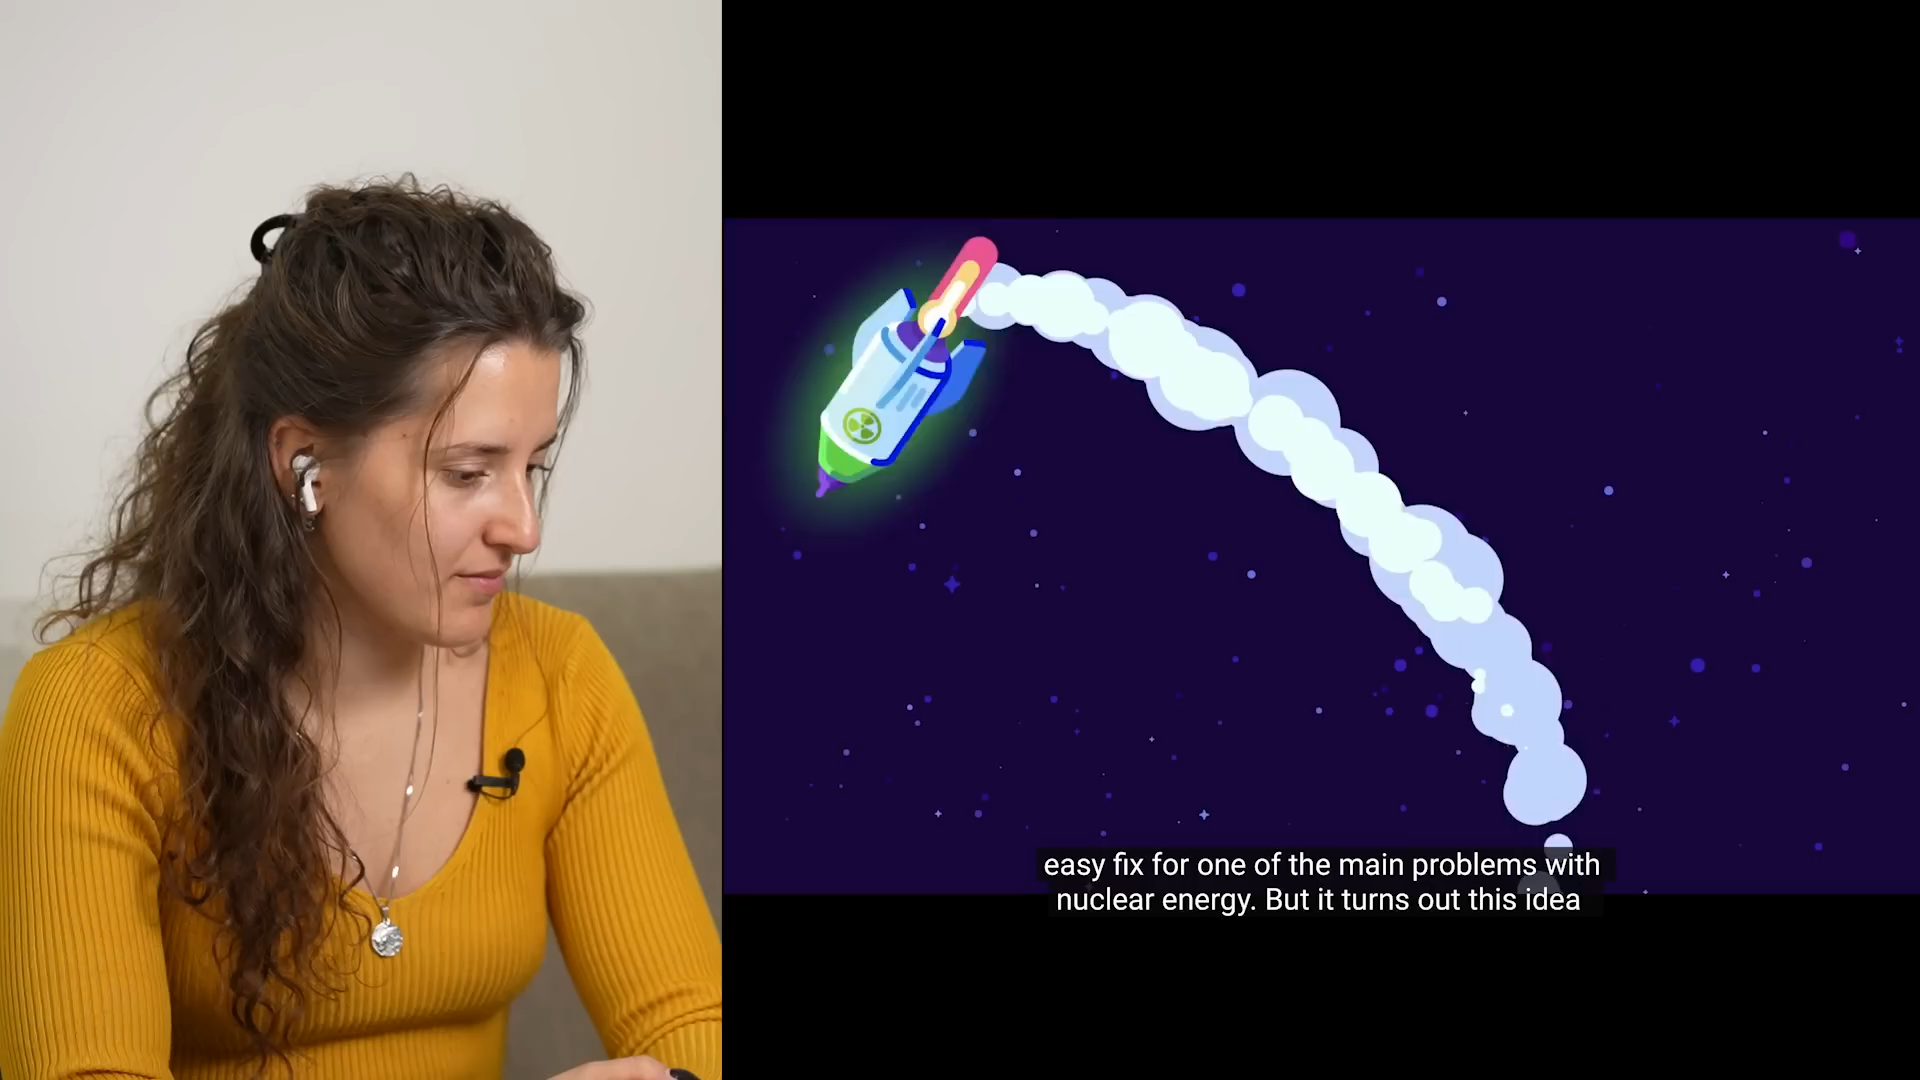 easy fix for one of the main problems with
nuclear energy. But it turns out this idea